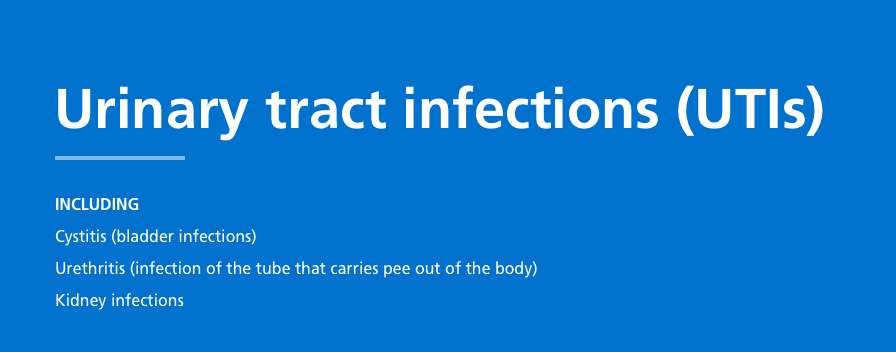 Urinary tract infections (UTIs)
INCLUDING
Cystitis (bladder infections)
Urethritis (infection of the tube that carries pee out of the body)
Kidney infections